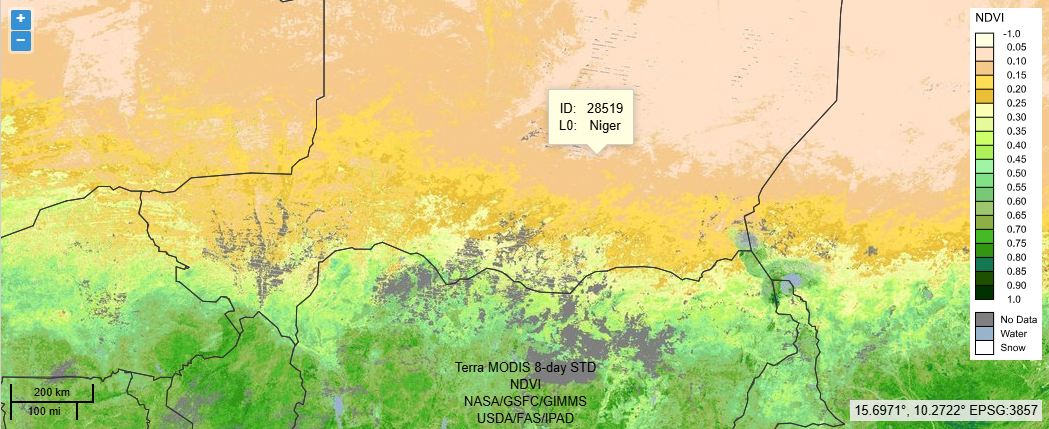 +
−
ID: 28519
L0: Niger
NDVI
-1.0
0.05
0.10
0.15
0.20
0.25
0.30
0.35
0.40
0.45
0.50
0.55
0.60
0.65
0.70
0.75
0.80
0.85
0.90
1.0
No Data
Water
Snow
200 km
100 mi
Terra MODIS 8-day STD
NDVI
NASA/GSFC/GIMMS
USDA/FAS/IPAD
15.6971°, 10.2722° EPSG:3857